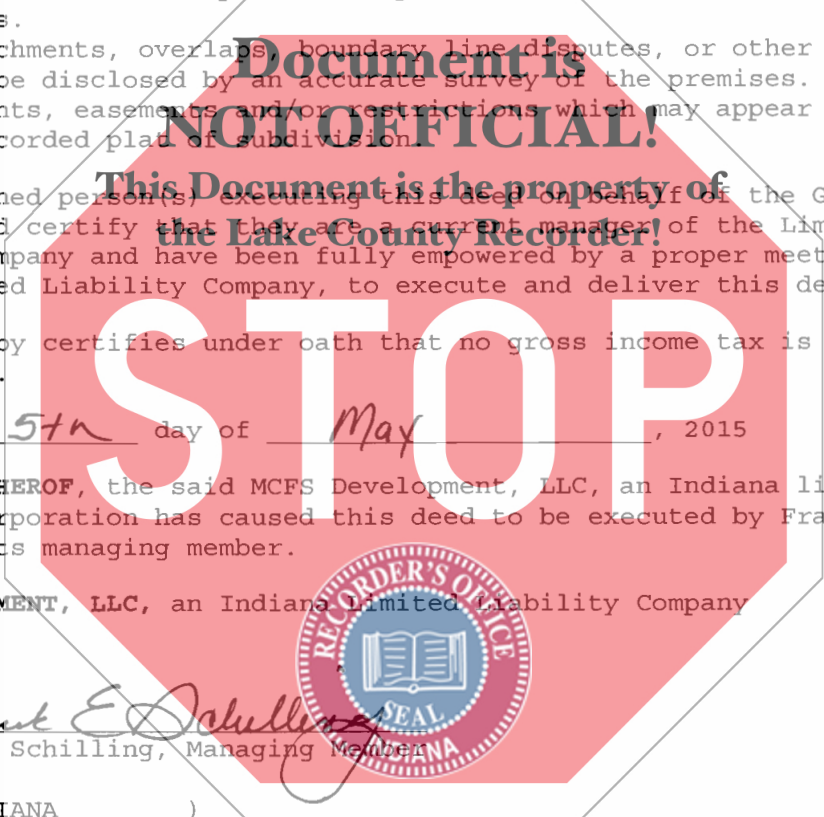 s.
chments, overlaps, boundary line disputes, or other
be disclosed by an accurate survey of the premises.
nts, easements and/or restrictions which may appear
corded plat of subdivision.
Document is
NOT OFFICIAL!
This Document is the property of
the Lake County Recorder!
ned person(s) executing this deed on behalf of the G
d certify that they are a current manager of the Lim
mpany and have been fully empowered by a proper meet
ed Liability Company, to execute and deliver this de
by certifies under oath that no gross income tax is
.
STOP
5th day of May, 2015
HEROF, the said MCFS Development, LLC, an Indiana li
rporation has caused this deed to be executed by Fra
ts managing member.
MENT, LLC, an Indiana Limited Liability Company
RECORDER'S OFFICE
SEAL
INDIANA
uk E Schilling
Schilling, Managing Member
IANA )